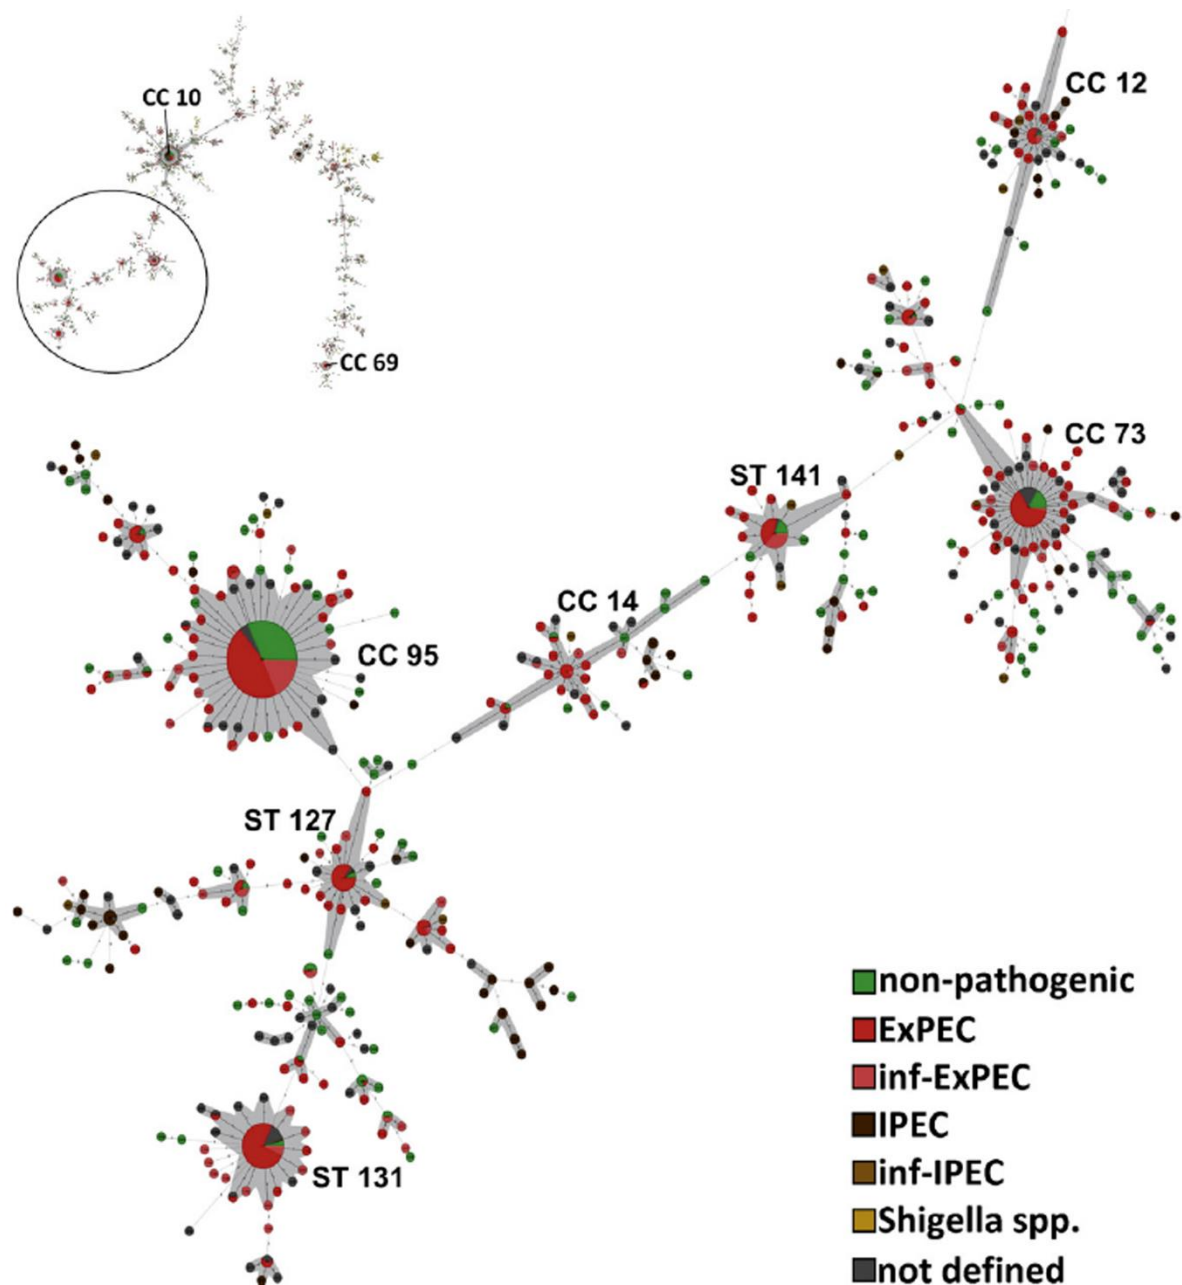 CC 10
CC 69
CC 12
CC 73
ST 141
CC 14
CC 95
ST 127
ST 131
non-pathogenic
ExPEC
inf-ExPEC
IPEC
inf-IPEC
Shigella spp.
not defined